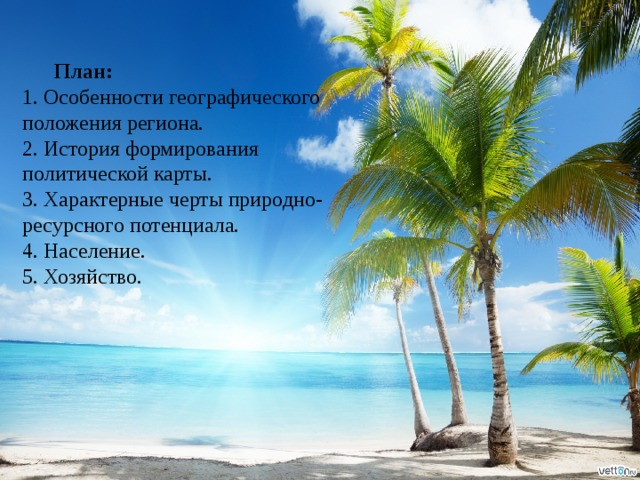 План:
1. Особенности географического
положения региона.
2. История формирования
политической карты.
3. Характерные черты природно-
ресурсного потенциала.
4. Население.
5. Хозяйство.
vetton.ru